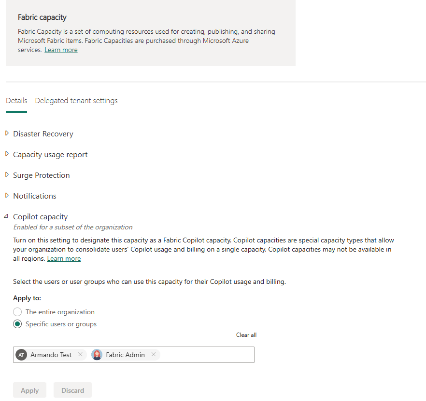 Fabric capacity
Fabric Capacity is a set of computing resources used for creating, publishing, and sharing
Microsoft Fabric items. Fabric Capacities are purchased through Microsoft Azure
services. Learn more
Details Delegated tenant settings
Disaster Recovery
Capacity usage report
Surge Protection
Notifications
Copilot capacity
Enabled for a subset of the organization
Turn on this setting to designate this capacity as a Fabric Copilot capacity. Copilot capacities are special capacity types that allow
your organization to consolidate users' Copilot usage and billing on a single capacity. Copilot capacities may not be available in
all regions. Learn more
Select the users or user groups who can use this capacity for their Copilot usage and billing.
Apply to:
The entire organization
Specific users or groups
Clear all
AT Armando Test Fabric Admin
Apply Discard